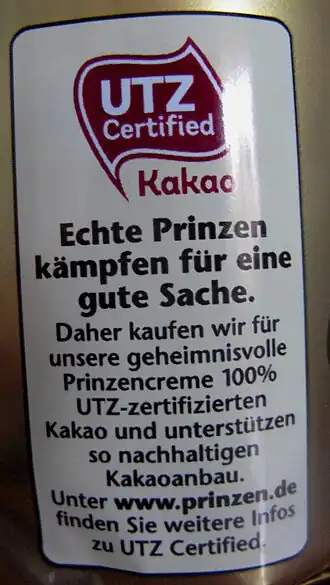 UTZ
Certified
Kakao
Echte Prinzen
kämpfen für eine
gute Sache.
Daher kaufen wir für
unsere geheimnisvolle
Prinzencreme 100%
UTZ-zertifizierten
Kakao und unterstützen
so nachhaltigen
Kakaoanbau.
Unter www.prinzen.de
finden Sie weitere Infos
zu UTZ Certified.